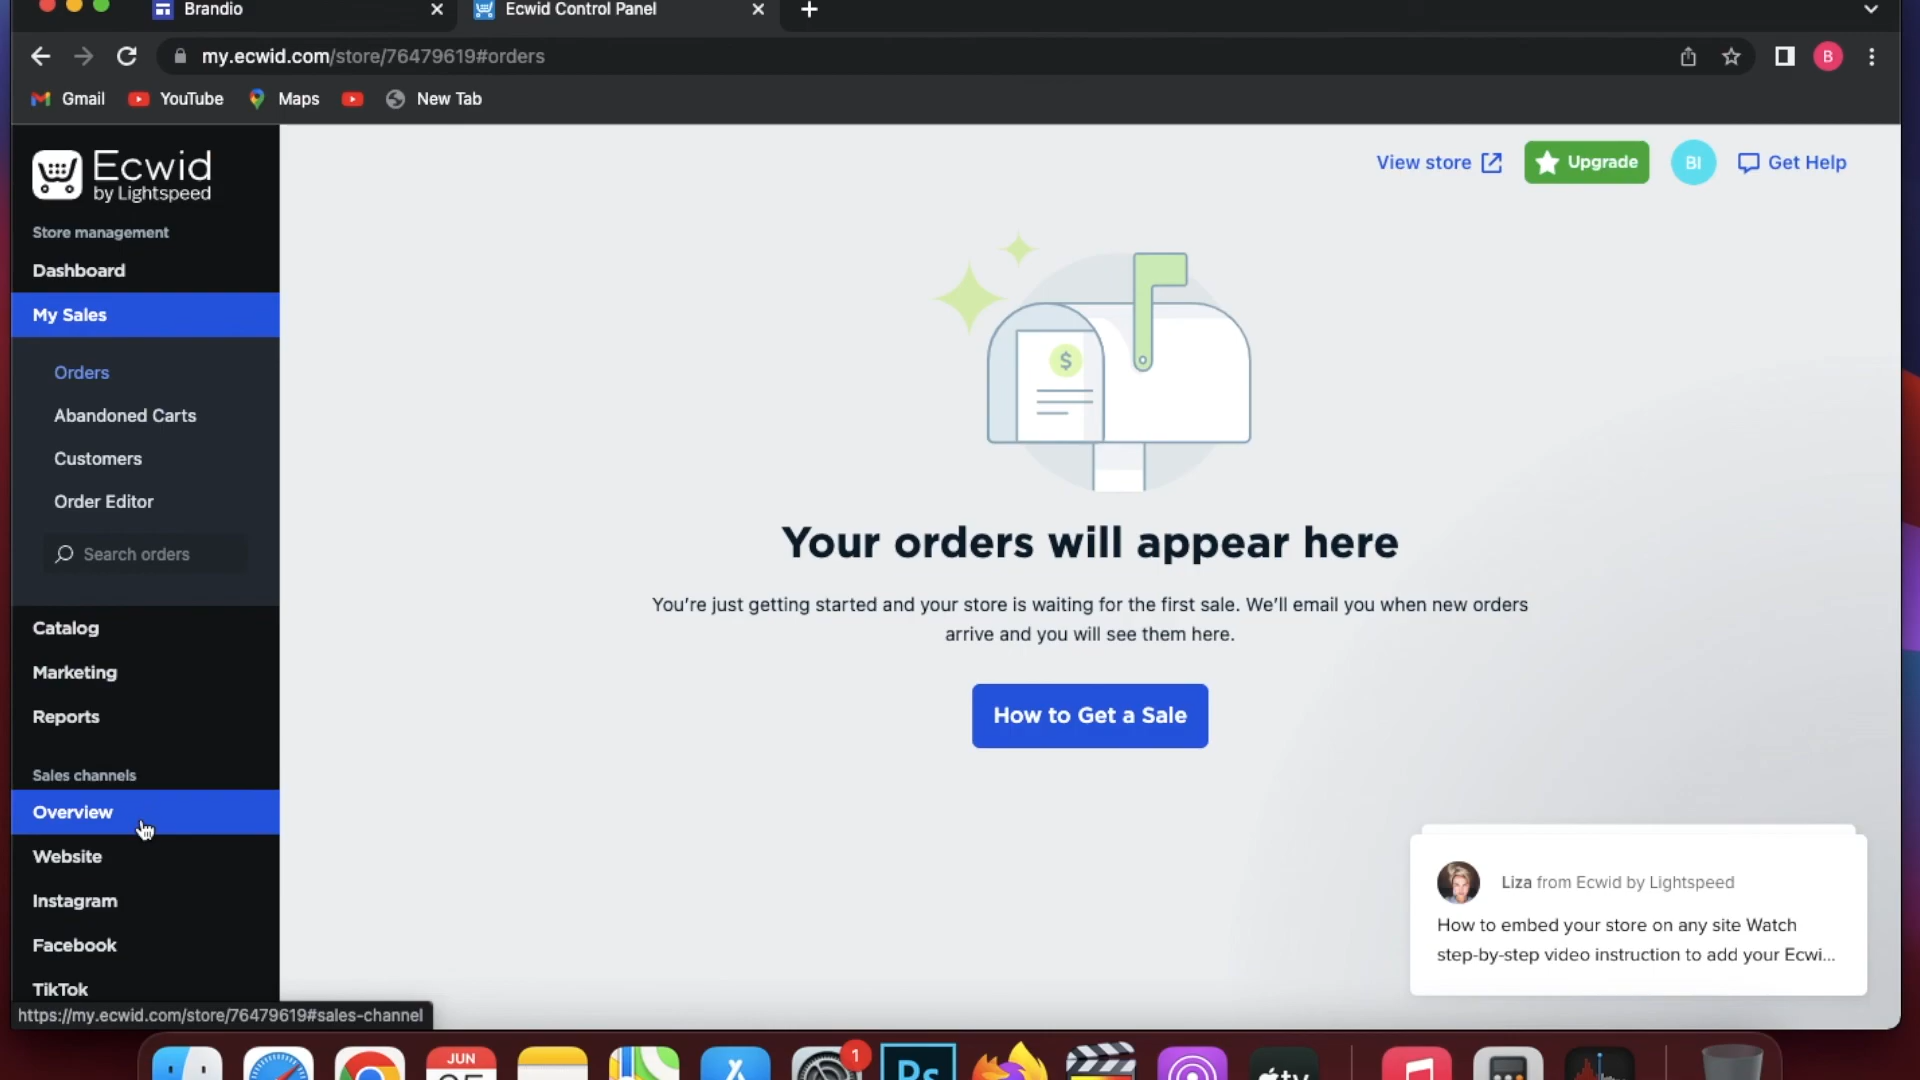 Brandio
Ecwid Control Panel
my.ecwid.com/store/76479619#orders
B
Gmail
YouTube
Maps
New Tab
Ecwid
by Lightspeed
View store
Upgrade
BI
Get Help
Store management
Dashboard
My Sales
Orders
Abandoned Carts
Customers
Order Editor
Search orders
Catalog
Marketing
Reports
Sales channels
Overview
Website
Instagram
Facebook
TikTok
$
Your orders will appear here
You're just getting started and your store is waiting for the first sale. We'll email you when new orders
arrive and you will see them here.
How to Get a Sale
Liza from Ecwid by Lightspeed
How to embed your store on any site Watch
step-by-step video instruction to add your Ecwi...
https://my.ecwid.com/store/76479619#sales-channel
JUN
1
Ps
tv